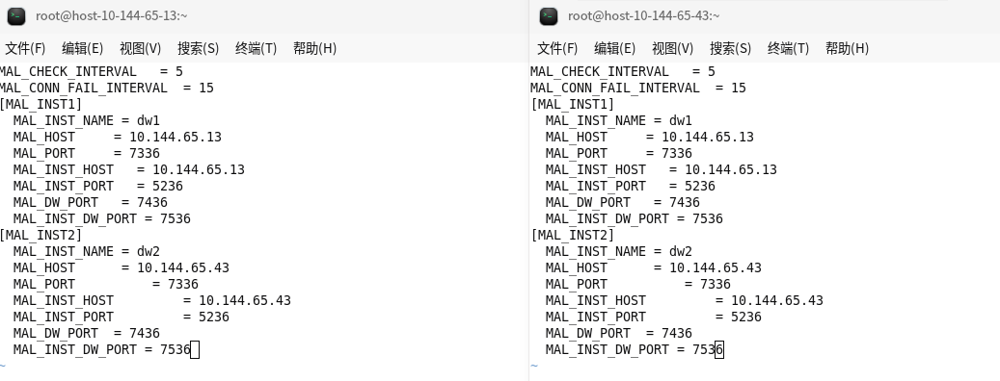 root@host-10-144-65-13:~
文件(F) 编辑(E) 视图(V) 搜索(S) 终端(T) 帮助(H)
MAL_CHECK_INTERVAL = 5
MAL_CONN_FAIL_INTERVAL = 15
[MAL_INST1]
MAL_INST_NAME = dw1
MAL_HOST = 10.144.65.13
MAL_PORT = 7336
MAL_INST_HOST = 10.144.65.13
MAL_INST_PORT = 5236
MAL_DW_PORT = 7436
MAL_INST_DW_PORT = 7536
[MAL_INST2]
MAL_INST_NAME = dw2
MAL_HOST = 10.144.65.43
MAL_PORT = 7336
MAL_INST_HOST = 10.144.65.43
MAL_INST_PORT = 5236
MAL_DW_PORT = 7436
MAL_INST_DW_PORT = 7536
~
root@host-10-144-65-43:~
文件(F) 编辑(E) 视图(V) 搜索(S) 终端(T) 帮助(H)
MAL_CHECK_INTERVAL = 5
MAL_CONN_FAIL_INTERVAL = 15
[MAL_INST1]
MAL_INST_NAME = dw1
MAL_HOST = 10.144.65.13
MAL_PORT = 7336
MAL_INST_HOST = 10.144.65.13
MAL_INST_PORT = 5236
MAL_DW_PORT = 7436
MAL_INST_DW_PORT = 7536
[MAL_INST2]
MAL_INST_NAME = dw2
MAL_HOST = 10.144.65.43
MAL_PORT = 7336
MAL_INST_HOST = 10.144.65.43
MAL_INST_PORT = 5236
MAL_DW_PORT = 7436
MAL_INST_DW_PORT = 7536
~